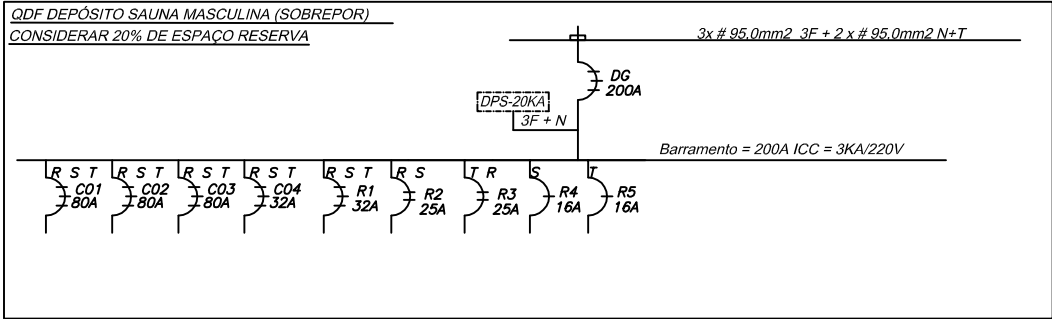 QDF DEPÓSITO SAUNA MASCULINA (SOBREPOR)
CONSIDERAR 20% DE ESPAÇO RESERVA
3x # 95,0mm2 3F + 2 x # 95,0mm2 N+T
DG
200A
DPS-20KA
3F + N
Barramento = 200A ICC = 3KA/220V
R S T
C01
80A
R S T
C02
80A
R S T
C03
80A
R S T
C04
32A
R S T
R1
32A
R S
R2
25A
T R
R3
25A
S
R4
16A
T
R5
16A